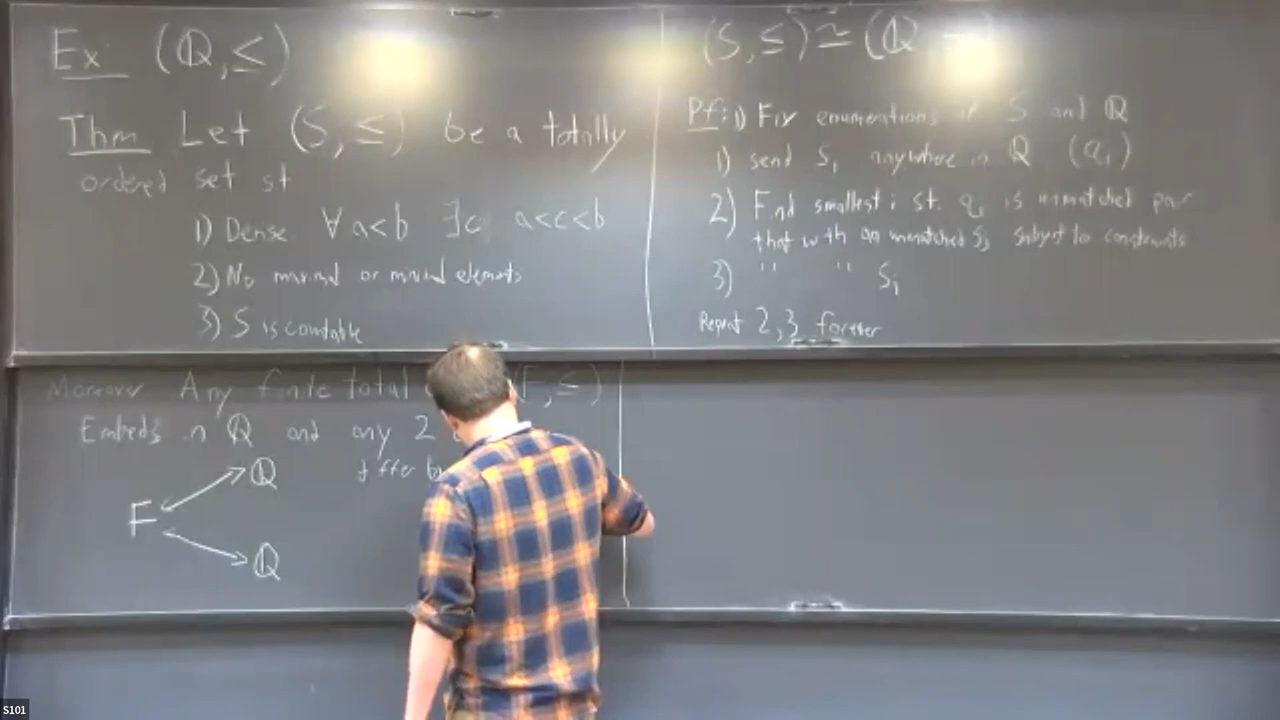 Ex (ℚ,≤)
Thm Let (S,≤) be a totally
ordered set st
1) Dense ∀a<b ∃c a<c<b
2) No maximal or minimal elements
3) S is countable
(S,≤)≅(ℚ
Pf: Fix enumerations of S and ℚ
1) send S₁ anywhere in ℚ (q₁)
2) Find smallest i st. qᵢ is unmatched pair
that with an unmatched Sⱼ subject to constraints
3) " " Sᵢ
Repeat 2,3 forever
Moreover Any finite total (F,≤)
Embeds in ℚ and any 2
differ by
ℚ
F
ℚ
S101